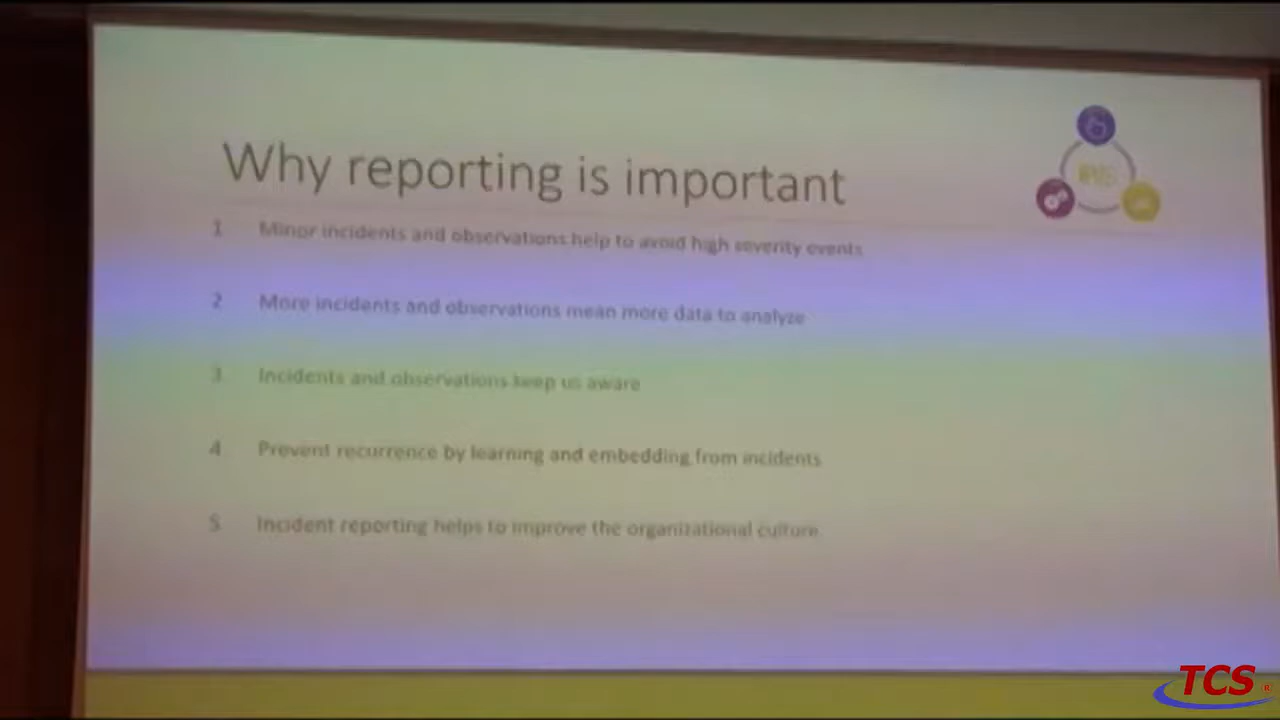 Why reporting is important
1 Minor incidents and observations help to avoid high severity events
2 More incidents and observations mean more data to analyze
3 Incidents and observations keep us aware
4 Prevent recurrence by learning and embedding from incidents
5 Incident reporting helps to improve the organizational culture
TCS